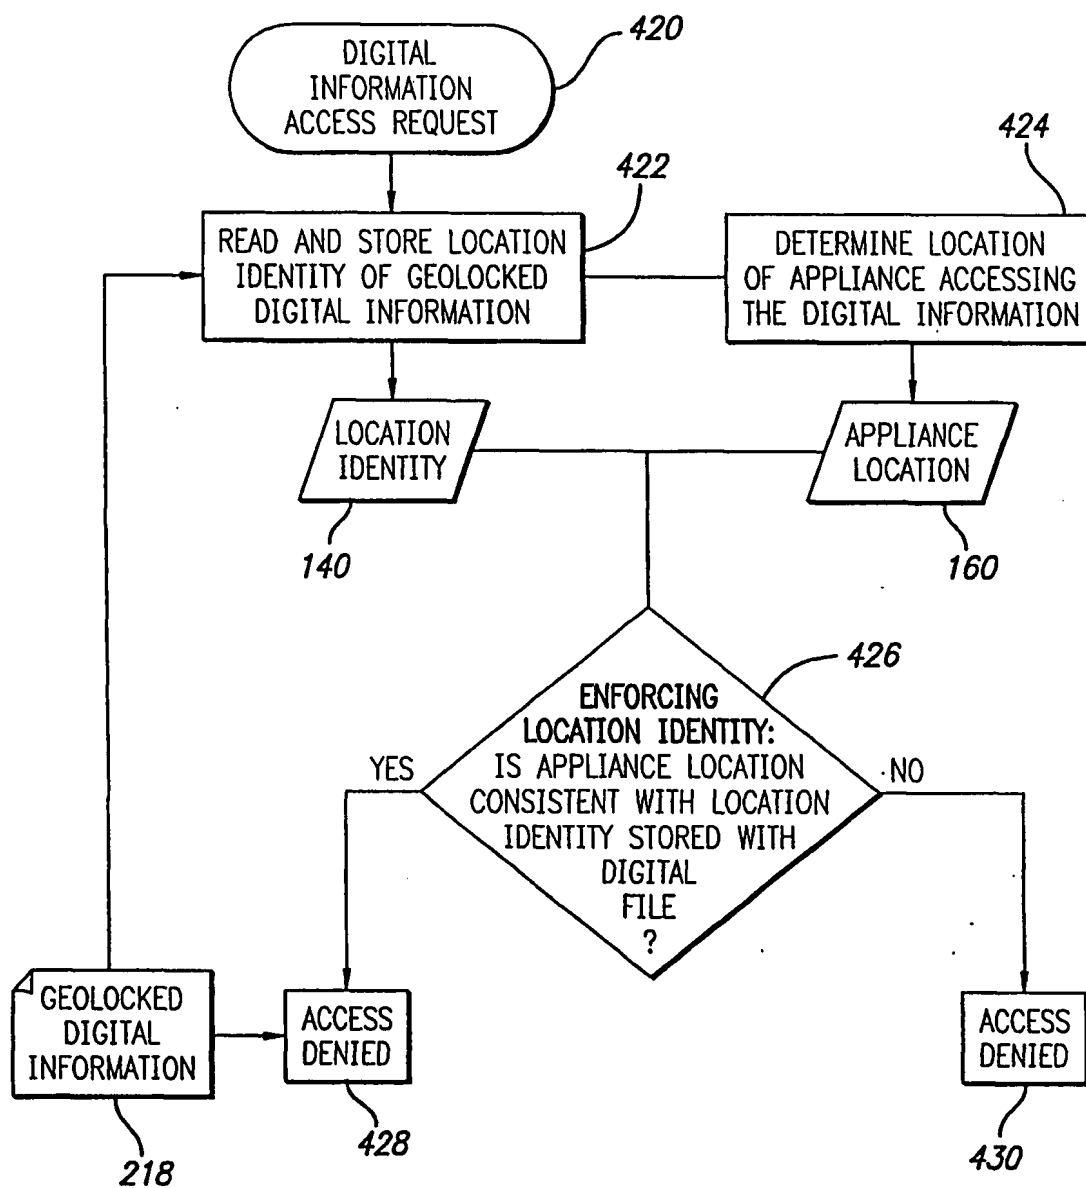 DIGITAL
INFORMATION
ACCESS REQUEST
420
READ AND STORE LOCATION
IDENTITY OF GEOLOCKED
DIGITAL INFORMATION
422
DETERMINE LOCATION
OF APPLIANCE ACCESSING
THE DIGITAL INFORMATION
424
LOCATION
IDENTITY
140
APPLIANCE
LOCATION
160
ENFORCING
LOCATION IDENTITY:
IS APPLIANCE LOCATION
CONSISTENT WITH LOCATION
IDENTITY STORED WITH
DIGITAL
FILE
?
426
YES
NO
GEOLOCKED
DIGITAL
INFORMATION
218
ACCESS
DENIED
428
ACCESS
DENIED
430